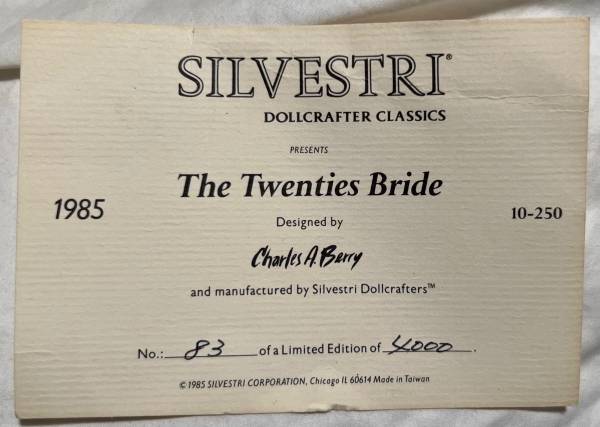 SILVESTRI®
DOLLCRAFTER CLASSICS
PRESENTS
The Twenties Bride
1985
10-250
Designed by
Charles A. Berry
and manufactured by Silvestri Dollcrafters™
No.: 83 of a Limited Edition of 4000.
© 1985 SILVESTRI CORPORATION, Chicago IL 60614 Made in Taiwan